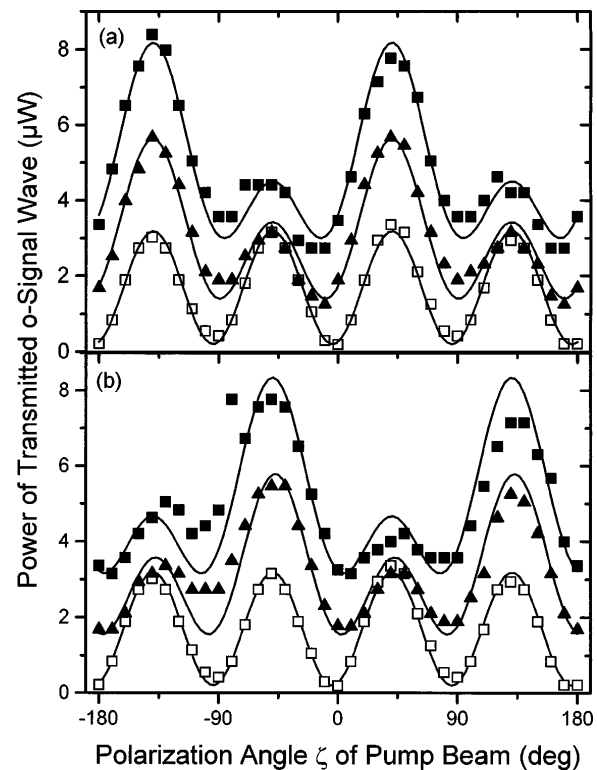 (a)
8
6
4
2
0
(b)
8
6
4
2
0
-180 -90 0 90 180
Power of Transmitted o-Signal Wave (μW)
Polarization Angle ζ of Pump Beam (deg)